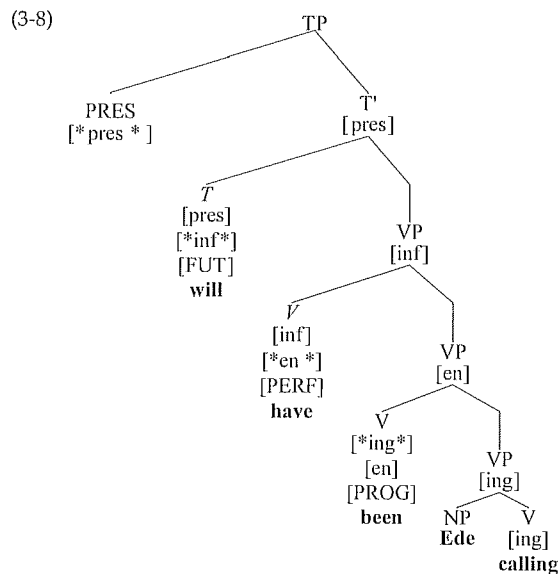 (3-8)
TP
PRES
[*pres *]
T'
[pres]
T
[pres]
[*inf*]
[FUT]
will
VP
[inf]
V
[inf]
[*en *]
[PERF]
have
VP
[en]
V
[*ing*]
[en]
[PROG]
been
VP
[ing]
NP
Ede
V
[ing]
calling